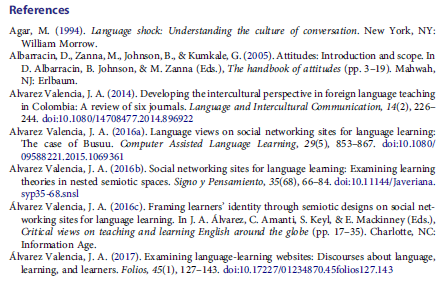 References
Agar, M. (1994). Language shock: Understanding the culture of conversation. New York, NY:
William Morrow.
Albarracin, D., Zanna, M., Johnson, B., & Kumkale, G. (2005). Attitudes: Introduction and scope. In
D. Albarracin, B. Johnson, & M. Zanna (Eds.), The handbook of attitudes (pp. 3–19). Mahwah,
NJ: Erlbaum.
Alvarez Valencia, J. A. (2014). Developing the intercultural perspective in foreign language teaching
in Colombia: A review of six journals. Language and Intercultural Communication, 14(2), 226–
244. doi:10.1080/14708477.2014.896922
Alvarez Valencia, J. A. (2016a). Language views on social networking sites for language learning:
The case of Busuu. Computer Assisted Language Learning, 29(5), 853–867. doi:10.1080/
09588221.2015.1069361
Alvarez Valencia, J. A. (2016b). Social networking sites for language learning: Examining learning
theories in nested semiotic spaces. Signo y Pensamiento, 35(68), 66–84. doi:10.11144/Javeriana.
syp35-68.snsl
Álvarez Valencia, J. A. (2016c). Framing learners' identity through semiotic designs on social net-
working sites for language learning. In J. A. Álvarez, C. Amanti, S. Keyl, & E. Mackinney (Eds.),
Critical views on teaching and learning English around the globe (pp. 17–35). Charlotte, NC:
Information Age.
Álvarez Valencia, J. A. (2017). Examining language-learning websites: Discourses about language,
learning, and learners. Folios, 45(1), 127–143. doi:10.17227/01234870.45folios127.143